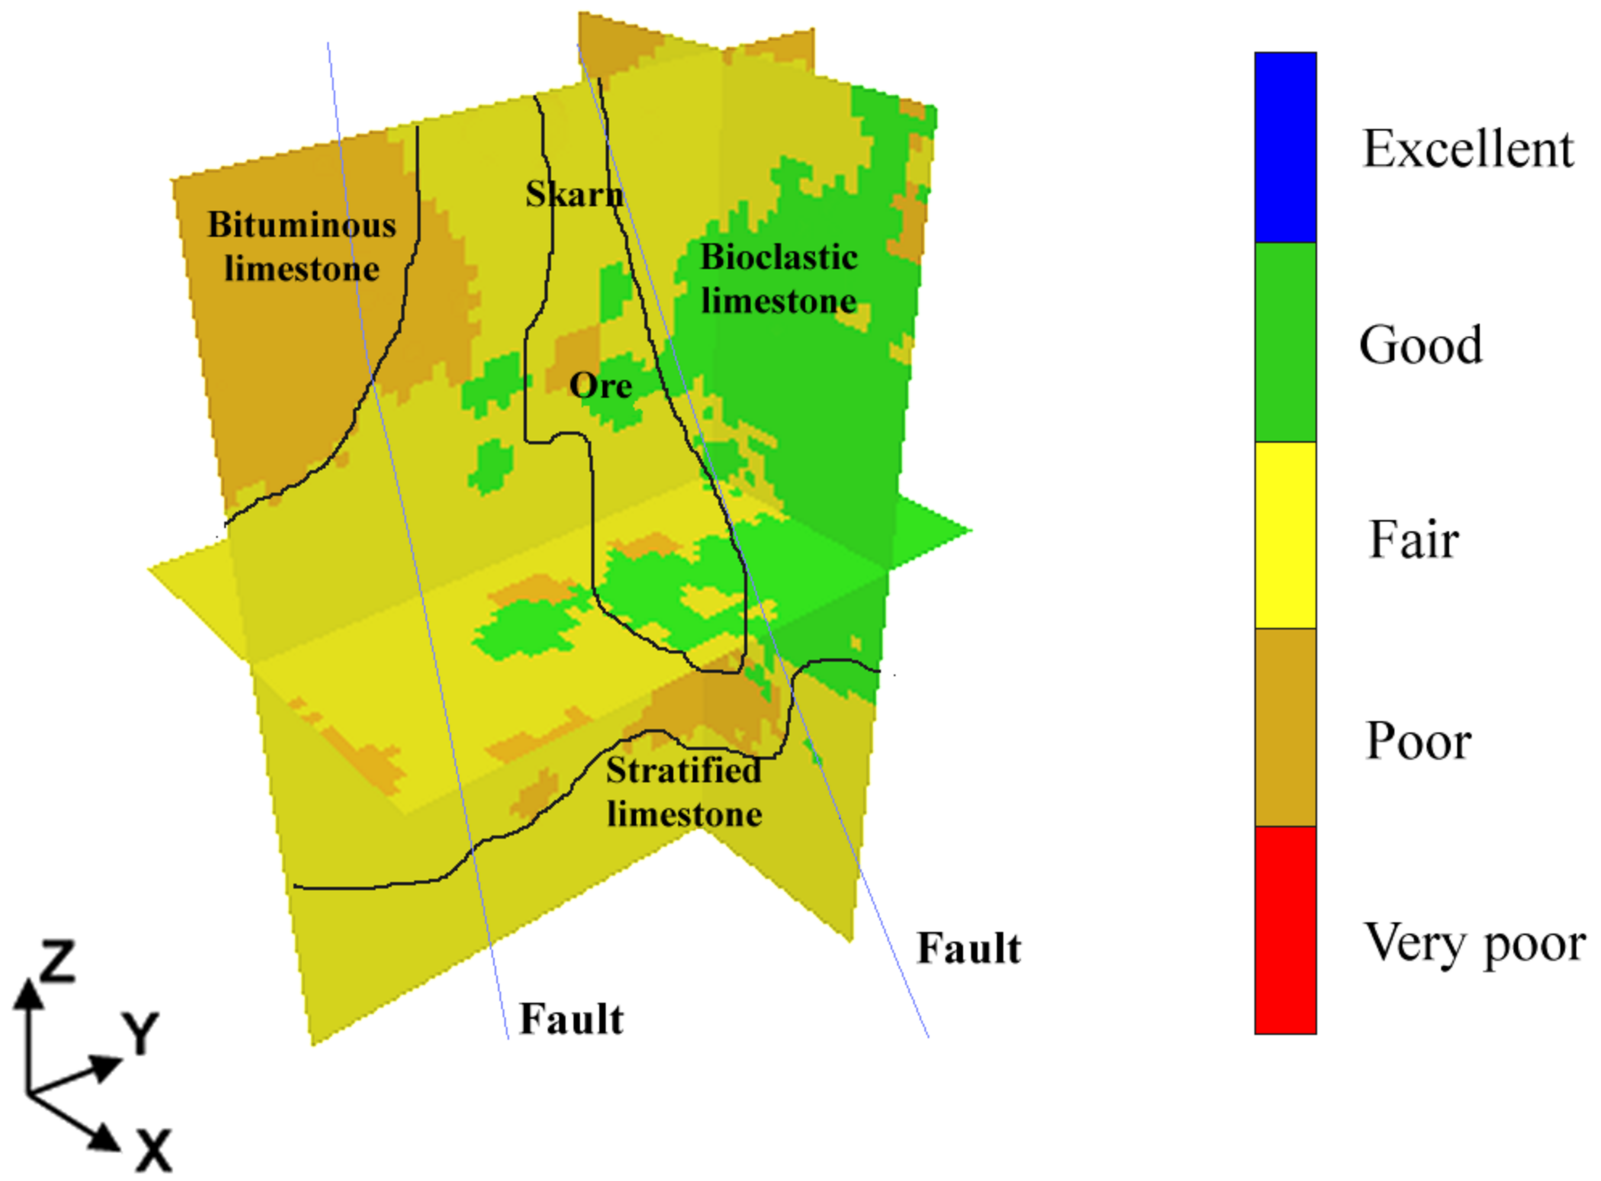 Skarn
Bituminous
limestone
Bioclastic
limestone
Ore
Stratified
limestone
Fault
Fault
Z
Y
X
Excellent
Good
Fair
Poor
Very poor